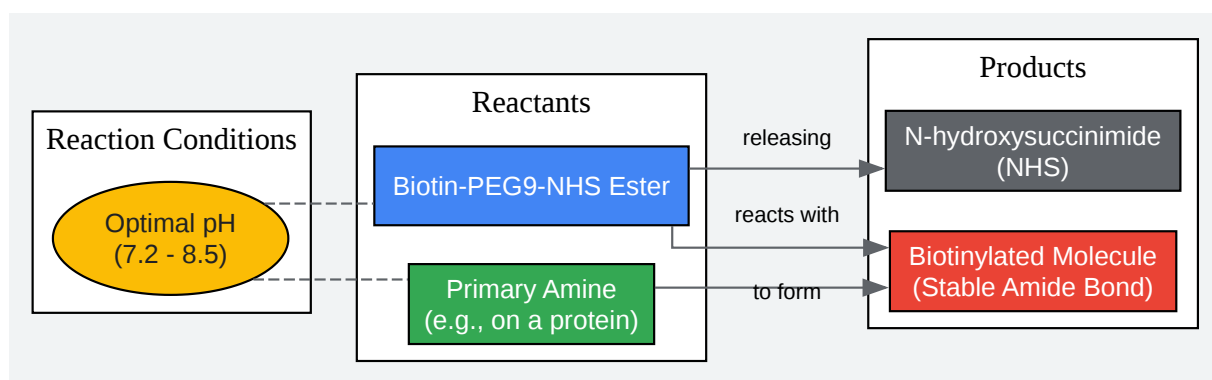 Reaction Conditions
Optimal pH
(7.2 - 8.5)
Reactants
Biotin-PEG9-NHS Ester
Primary Amine
(e.g., on a protein)
releasing
reacts with
to form
Products
N-hydroxysuccinimide
(NHS)
Biotinylated Molecule
(Stable Amide Bond)